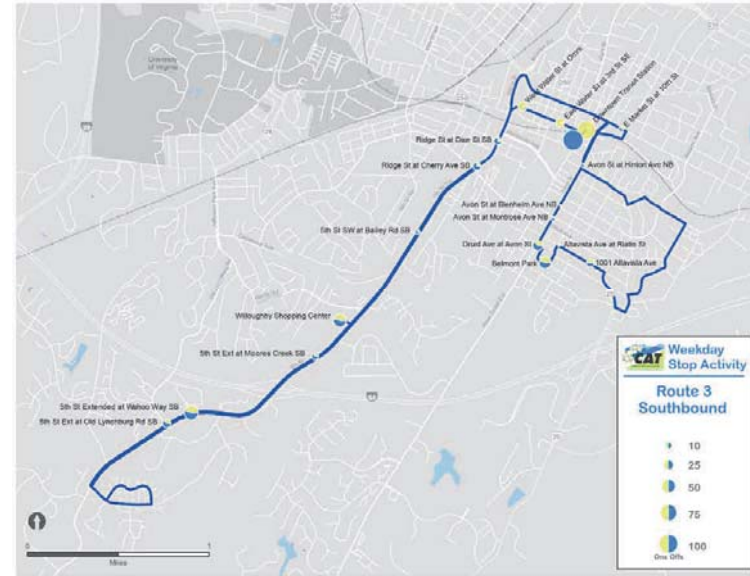 University
of Virginia
West Water St at Omni
East Water St at 3rd St SE
Downtown Transit Station
E Market St at 10th St
Ridge St at Dice St SB
Ridge St at Cherry Ave SB
Avon St at Hinton Ave NB
Avon St at Blenheim Ave NB
Avon St at Montrose Ave NB
5th St SW at Bailey Rd SB
Druid Ave at Avon St
Altavista Ave at Rialto St
Belmont Park
1001 Altavista Ave
Willoughby Shopping Center
5th St Ext at Moores Creek SB
5th St Extended at Wahoo Way SB
5th St Ext at Old Lynchburg Rd SB
CAT
Weekday
Stop Activity
Route 3
Southbound
10
25
50
75
100
Ons Offs
0
1
Miles